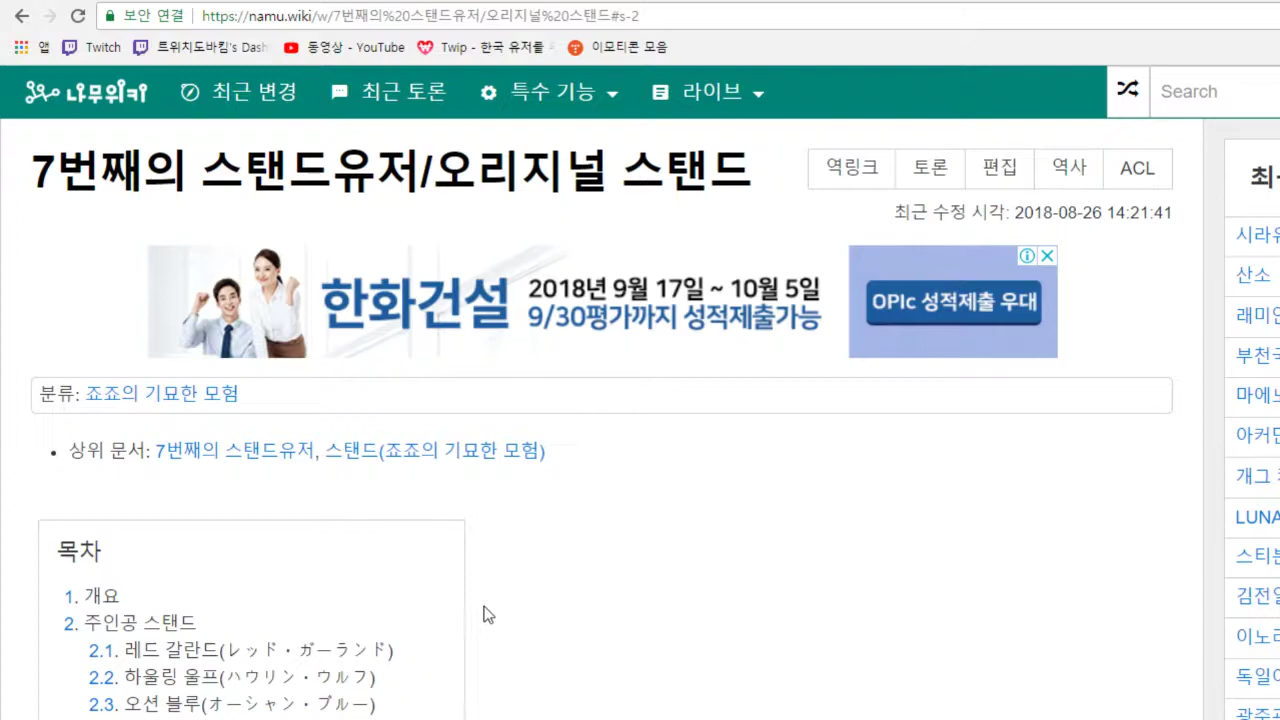 보안 연결 https://namu.wiki/w/7번째의%20스탠드유저/오리지널%20스탠드#s-2
앱 Twitch 트위치도바킴's Dash 동영상 - YouTube Twip - 한국 유저를 이모티콘 모음
나무위키 최근 변경 최근 토론 특수 기능 라이브 Search
7번째의 스탠드유저/오리지널 스탠드
역링크 토론 편집 역사 ACL
최근 수정 시각: 2018-08-26 14:21:41
한화건설 2018년 9월 17일 ~ 10월 5일
9/30평가까지 성적제출가능
OPIc 성적제출 우대
분류: 죠죠의 기묘한 모험
• 상위 문서: 7번째의 스탠드유저, 스탠드(죠죠의 기묘한 모험)
목차
1. 개요
2. 주인공 스탠드
2.1. 레드 갈란드(レッド・ガーランド)
2.2. 하울링 울프(ハウリン・ウルフ)
2.3. 오션 블루(オーシャン・ブルー)
시라유
산소
래미안
부천국
마에노
아커만
개그
LUNA
스티븐
김전일
이노리
독일어
광주